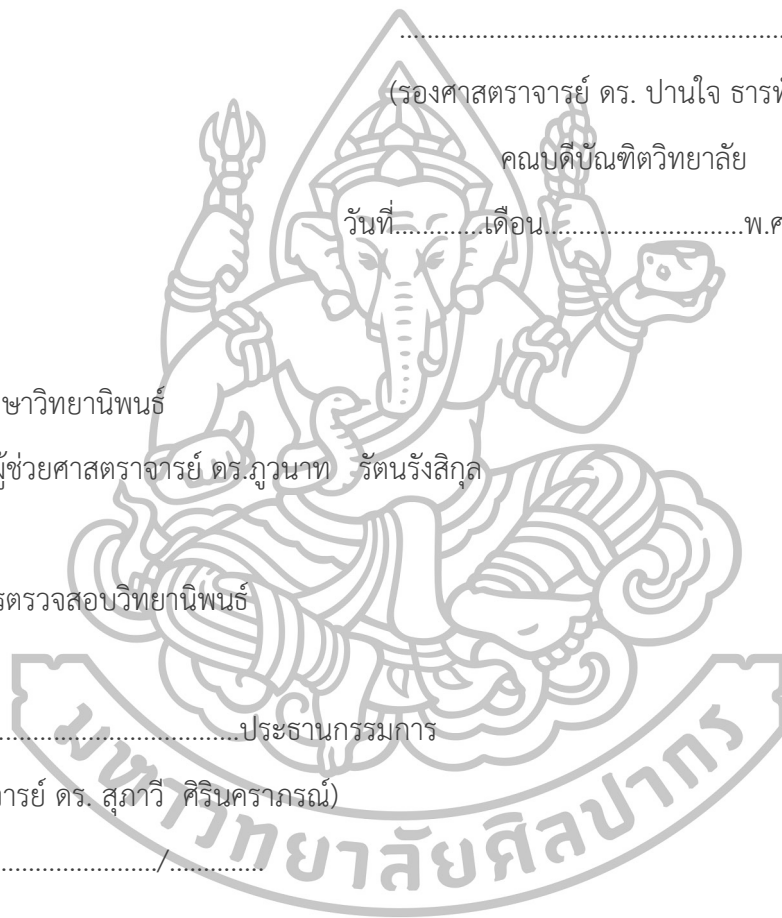 ................................................................
(รองศาสตราจารย์ ดร. ปานใจ ธารทั
คณบดีบัณฑิตวิทยาลัย
วันที่.............เดือน.............................พ.ศ
ษาวิทยานิพนธ์
ผู้ช่วยศาสตราจารย์ ดร.ภูวนาท รัตนรังสิกุล
รตรวจสอบวิทยานิพนธ์
...................................ประธานกรรมการ
ารย์ ดร. สุภาวี ศิรินคราภรณ์)
......................./..............
มหาวิทยาลัยศิลปากร